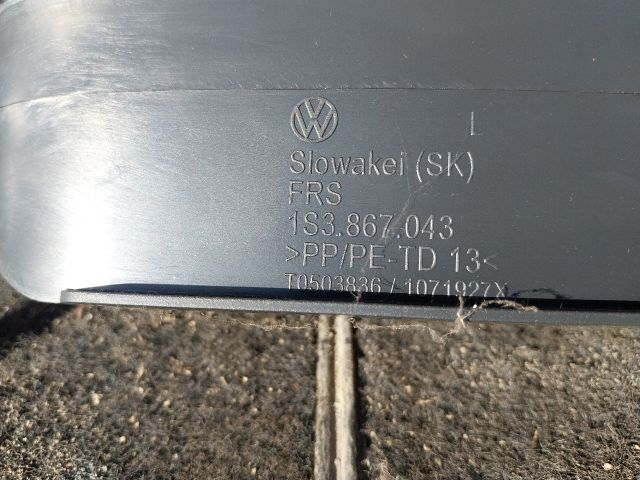 L
Slowakei (SK)
FRS
1S3.867.043
>PP/PE-TD 13<
T0503836 / 1071927X